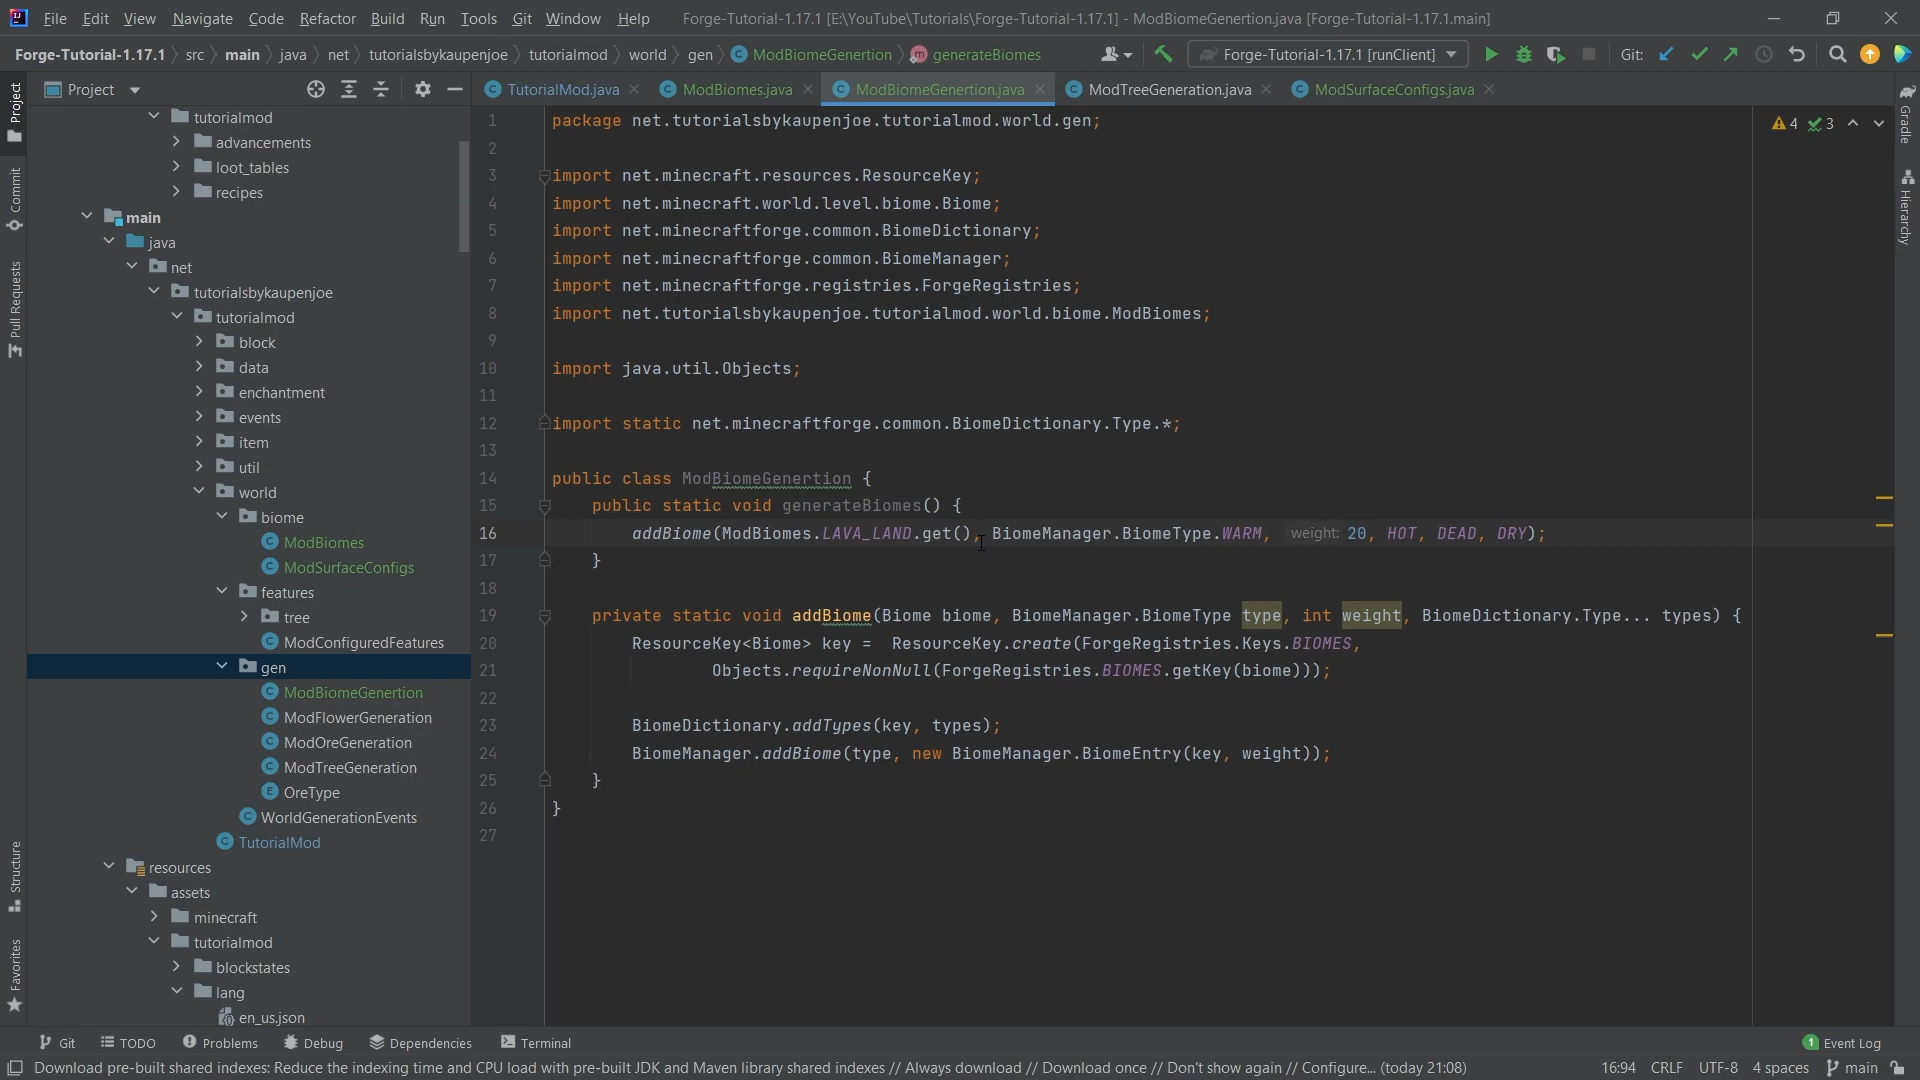 File Edit View Navigate Code Refactor Build Run Tools Git Window Help Forge-Tutorial-1.17.1 [E:\YouTube\Tutorials\Forge-Tutorial-1.17.1] - ModBiomeGenertion.java [Forge-Tutorial-1.17.1.main]
Forge-Tutorial-1.17.1 src main java net tutorialsbykaupenjoe tutorialmod world gen ModBiomeGenertion generateBiomes Forge-Tutorial-1.17.1 [runClient] Git:
Project
TutorialMod.java ModBiomes.java ModBiomeGenertion.java ModTreeGeneration.java ModSurfaceConfigs.java
Project
Commit
Pull Requests
Structure
Favorites
tutorialmod
advancements
loot_tables
recipes
main
java
net
tutorialsbykaupenjoe
tutorialmod
block
data
enchantment
events
item
util
world
biome
ModBiomes
ModSurfaceConfigs
features
tree
ModConfiguredFeatures
gen
ModBiomeGenertion
ModFlowerGeneration
ModOreGeneration
ModTreeGeneration
OreType
WorldGenerationEvents
TutorialMod
resources
assets
minecraft
tutorialmod
blockstates
lang
en_us.json
4 3
1 package net.tutorialsbykaupenjoe.tutorialmod.world.gen;
2
3 import net.minecraft.resources.ResourceKey;
4 import net.minecraft.world.level.biome.Biome;
5 import net.minecraftforge.common.BiomeDictionary;
6 import net.minecraftforge.common.BiomeManager;
7 import net.minecraftforge.registries.ForgeRegistries;
8 import net.tutorialsbykaupenjoe.tutorialmod.world.biome.ModBiomes;
9
10 import java.util.Objects;
11
12 import static net.minecraftforge.common.BiomeDictionary.Type.*;
13
14 public class ModBiomeGenertion {
15 public static void generateBiomes() {
16 addBiome(ModBiomes.LAVA_LAND.get(), BiomeManager.BiomeType.WARM, weight: 20, HOT, DEAD, DRY);
17 }
18
19 private static void addBiome(Biome biome, BiomeManager.BiomeType type, int weight, BiomeDictionary.Type... types) {
20 ResourceKey<Biome> key = ResourceKey.create(ForgeRegistries.Keys.BIOMES,
21 Objects.requireNonNull(ForgeRegistries.BIOMES.getKey(biome)));
22
23 BiomeDictionary.addTypes(key, types);
24 BiomeManager.addBiome(type, new BiomeManager.BiomeEntry(key, weight));
25 }
26 }
27
Gradle
Hierarchy
Git TODO Problems Debug Dependencies Terminal 1 Event Log
Download pre-built shared indexes: Reduce the indexing time and CPU load with pre-built JDK and Maven library shared indexes // Always download // Download once // Don't show again // Configure... (today 21:08) 16:94 CRLF UTF-8 4 spaces main